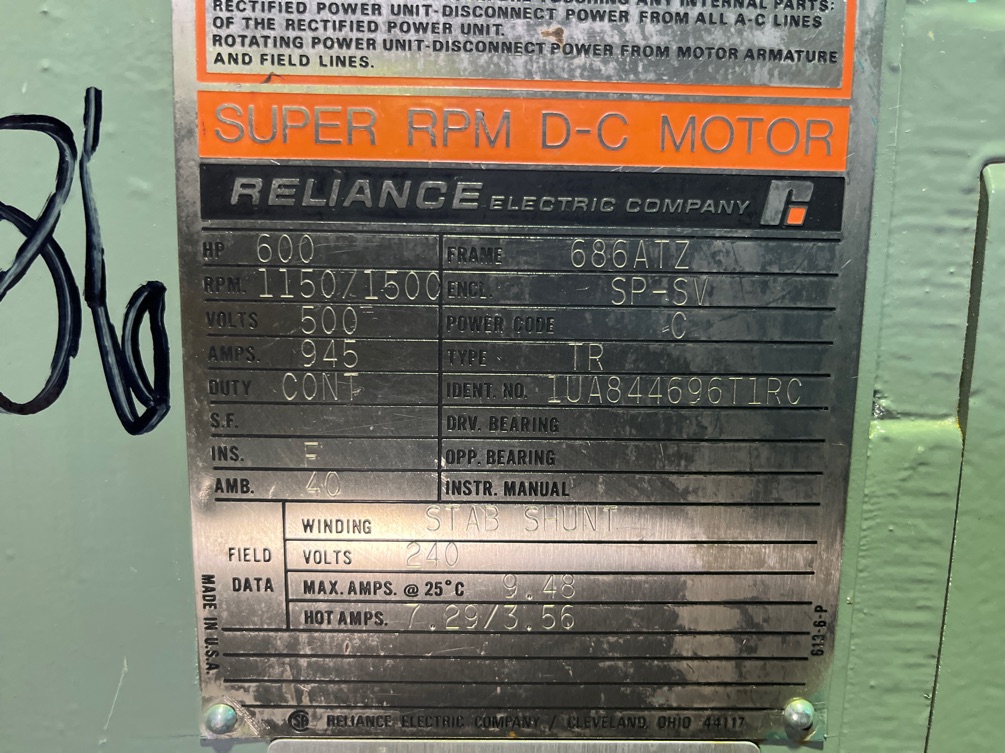 RECTIFIED POWER UNIT-DISCONNECT POWER FROM ALL A-C LINES
OF THE RECTIFIED POWER UNIT.
ROTATING POWER UNIT-DISCONNECT POWER FROM MOTOR ARMATURE
AND FIELD LINES.
SUPER RPM D-C MOTOR
RELIANCE ELECTRIC COMPANY
HP 600 FRAME 686ATZ
RPM. 1150/1500 ENCL. SP-SV
VOLTS 500 POWER CODE C
AMPS. 945 TYPE TR
DUTY CONT IDENT. NO. 1UA844696T1RC
S.F. DRV. BEARING
INS. F OPP. BEARING
AMB. 40 INSTR. MANUAL
FIELD DATA
WINDING STAB SHUNT
VOLTS 240
MAX. AMPS. @ 25°C 9.48
HOT AMPS. 7.29/3.56
MADE IN U.S.A.
613-6-P
RELIANCE ELECTRIC COMPANY / CLEVELAND, OHIO 44117
86